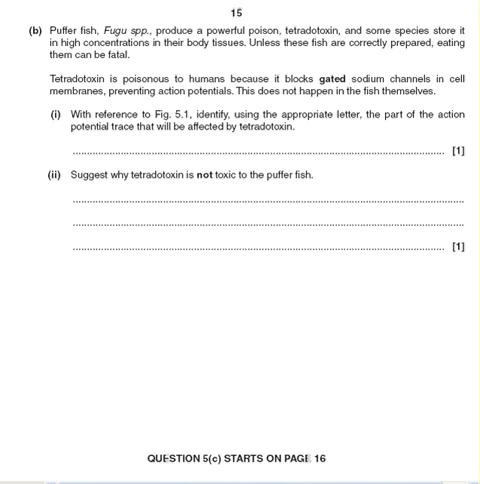 15
(b) Puffer fish, Fugu spp., produce a powerful poison, tetradotoxin, and some species store it
in high concentrations in their body tissues. Unless these fish are correctly prepared, eating
them can be fatal.
Tetradotoxin is poisonous to humans because it blocks gated sodium channels in cell
membranes, preventing action potentials. This does not happen in the fish themselves.
(i) With reference to Fig. 5.1, identify, using the appropriate letter, the part of the action
potential trace that will be affected by tetradotoxin.
[1]
(ii) Suggest why tetradotoxin is not toxic to the puffer fish.
[1]
QUESTION 5(c) STARTS ON PAGE 16